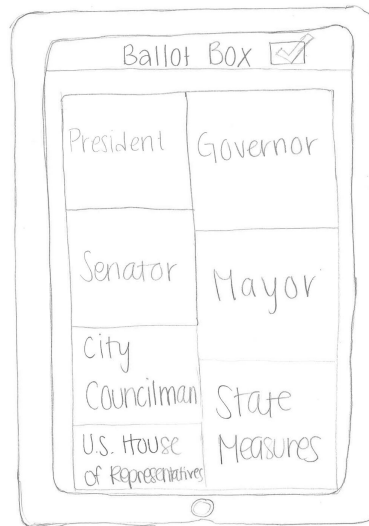 Ballot Box
President
Governor
Senator
Mayor
City
Councilman
State
Measures
U.S. House
of Representatives